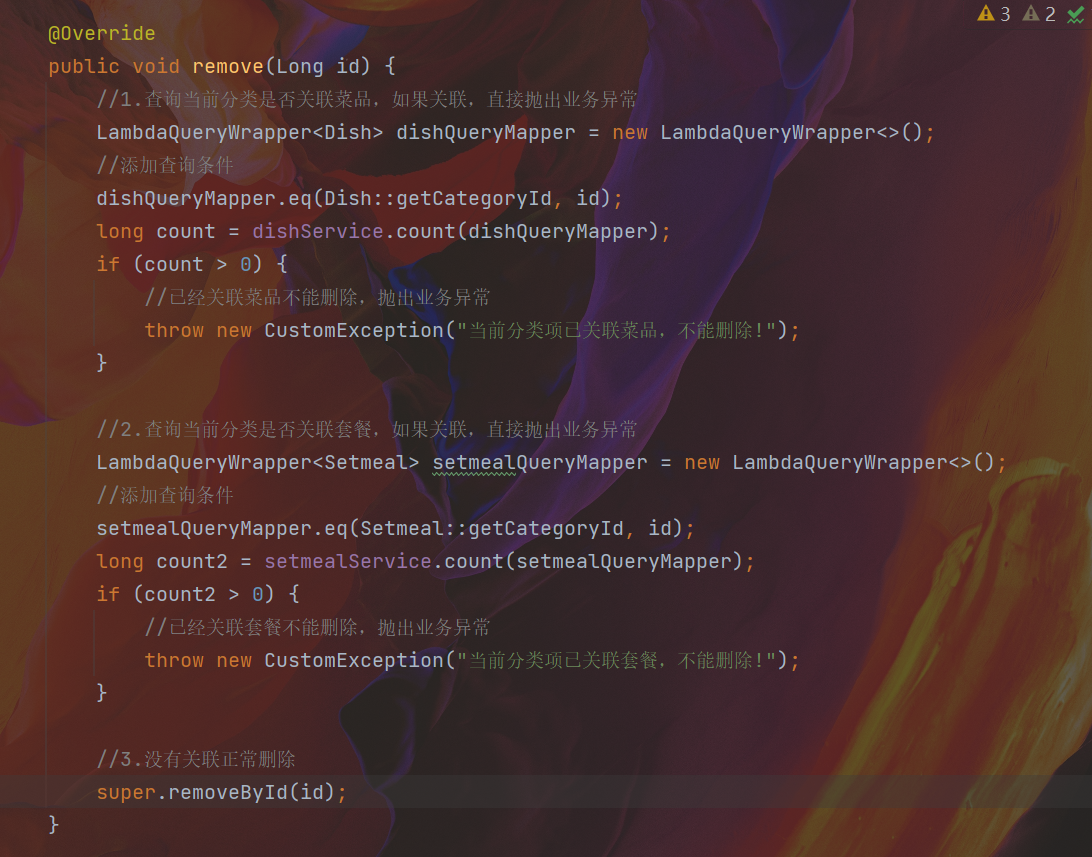 3 2
@Override
public void remove(Long id) {
//1.查询当前分类是否关联菜品，如果关联，直接抛出业务异常
LambdaQueryWrapper<Dish> dishQueryMapper = new LambdaQueryWrapper<>();
//添加查询条件
dishQueryMapper.eq(Dish::getCategoryId, id);
long count = dishService.count(dishQueryMapper);
if (count > 0) {
//已经关联菜品不能删除，抛出业务异常
throw new CustomException("当前分类项已关联菜品，不能删除!");
}
//2.查询当前分类是否关联套餐，如果关联，直接抛出业务异常
LambdaQueryWrapper<Setmeal> setmealQueryMapper = new LambdaQueryWrapper<>();
//添加查询条件
setmealQueryMapper.eq(Setmeal::getCategoryId, id);
long count2 = setmealService.count(setmealQueryMapper);
if (count2 > 0) {
//已经关联套餐不能删除，抛出业务异常
throw new CustomException("当前分类项已关联套餐，不能删除!");
}
//3.没有关联正常删除
super.removeById(id);
}